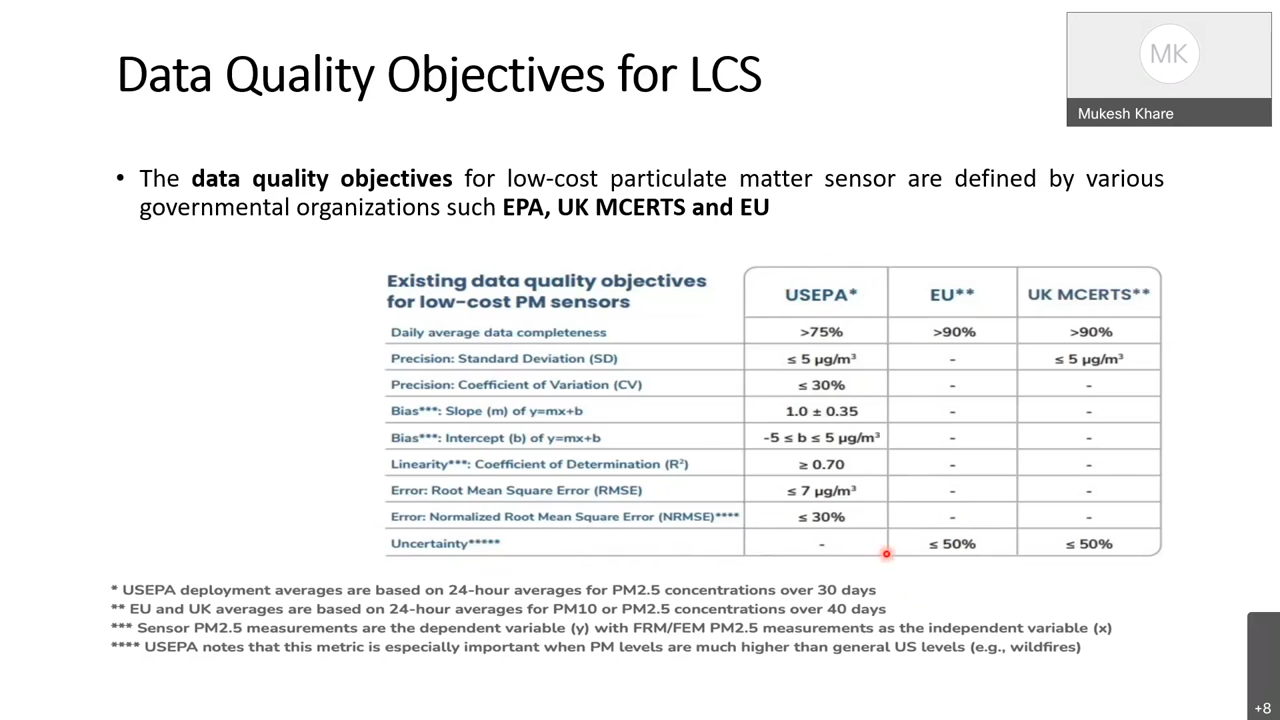 Data Quality Objectives for LCS
MK
Mukesh Khare
• The data quality objectives for low-cost particulate matter sensor are defined by various
governmental organizations such EPA, UK MCERTS and EU
Existing data quality objectives
for low-cost PM sensors
USEPA* EU** UK MCERTS**
Daily average data completeness >75% >90% >90%
Precision: Standard Deviation (SD) ≤ 5 µg/m³ - ≤ 5 µg/m³
Precision: Coefficient of Variation (CV) ≤ 30% - -
Bias***: Slope (m) of y=mx+b 1.0 ± 0.35 - -
Bias***: Intercept (b) of y=mx+b -5 ≤ b ≤ 5 µg/m³ - -
Linearity***: Coefficient of Determination (R²) ≥ 0.70 - -
Error: Root Mean Square Error (RMSE) ≤ 7 µg/m³ - -
Error: Normalized Root Mean Square Error (NRMSE)**** ≤ 30% - -
Uncertainty***** - ≤ 50% ≤ 50%
* USEPA deployment averages are based on 24-hour averages for PM2.5 concentrations over 30 days
** EU and UK averages are based on 24-hour averages for PM10 or PM2.5 concentrations over 40 days
*** Sensor PM2.5 measurements are the dependent variable (y) with FRM/FEM PM2.5 measurements as the independent variable (x)
**** USEPA notes that this metric is especially important when PM levels are much higher than general US levels (e.g., wildfires)
+8